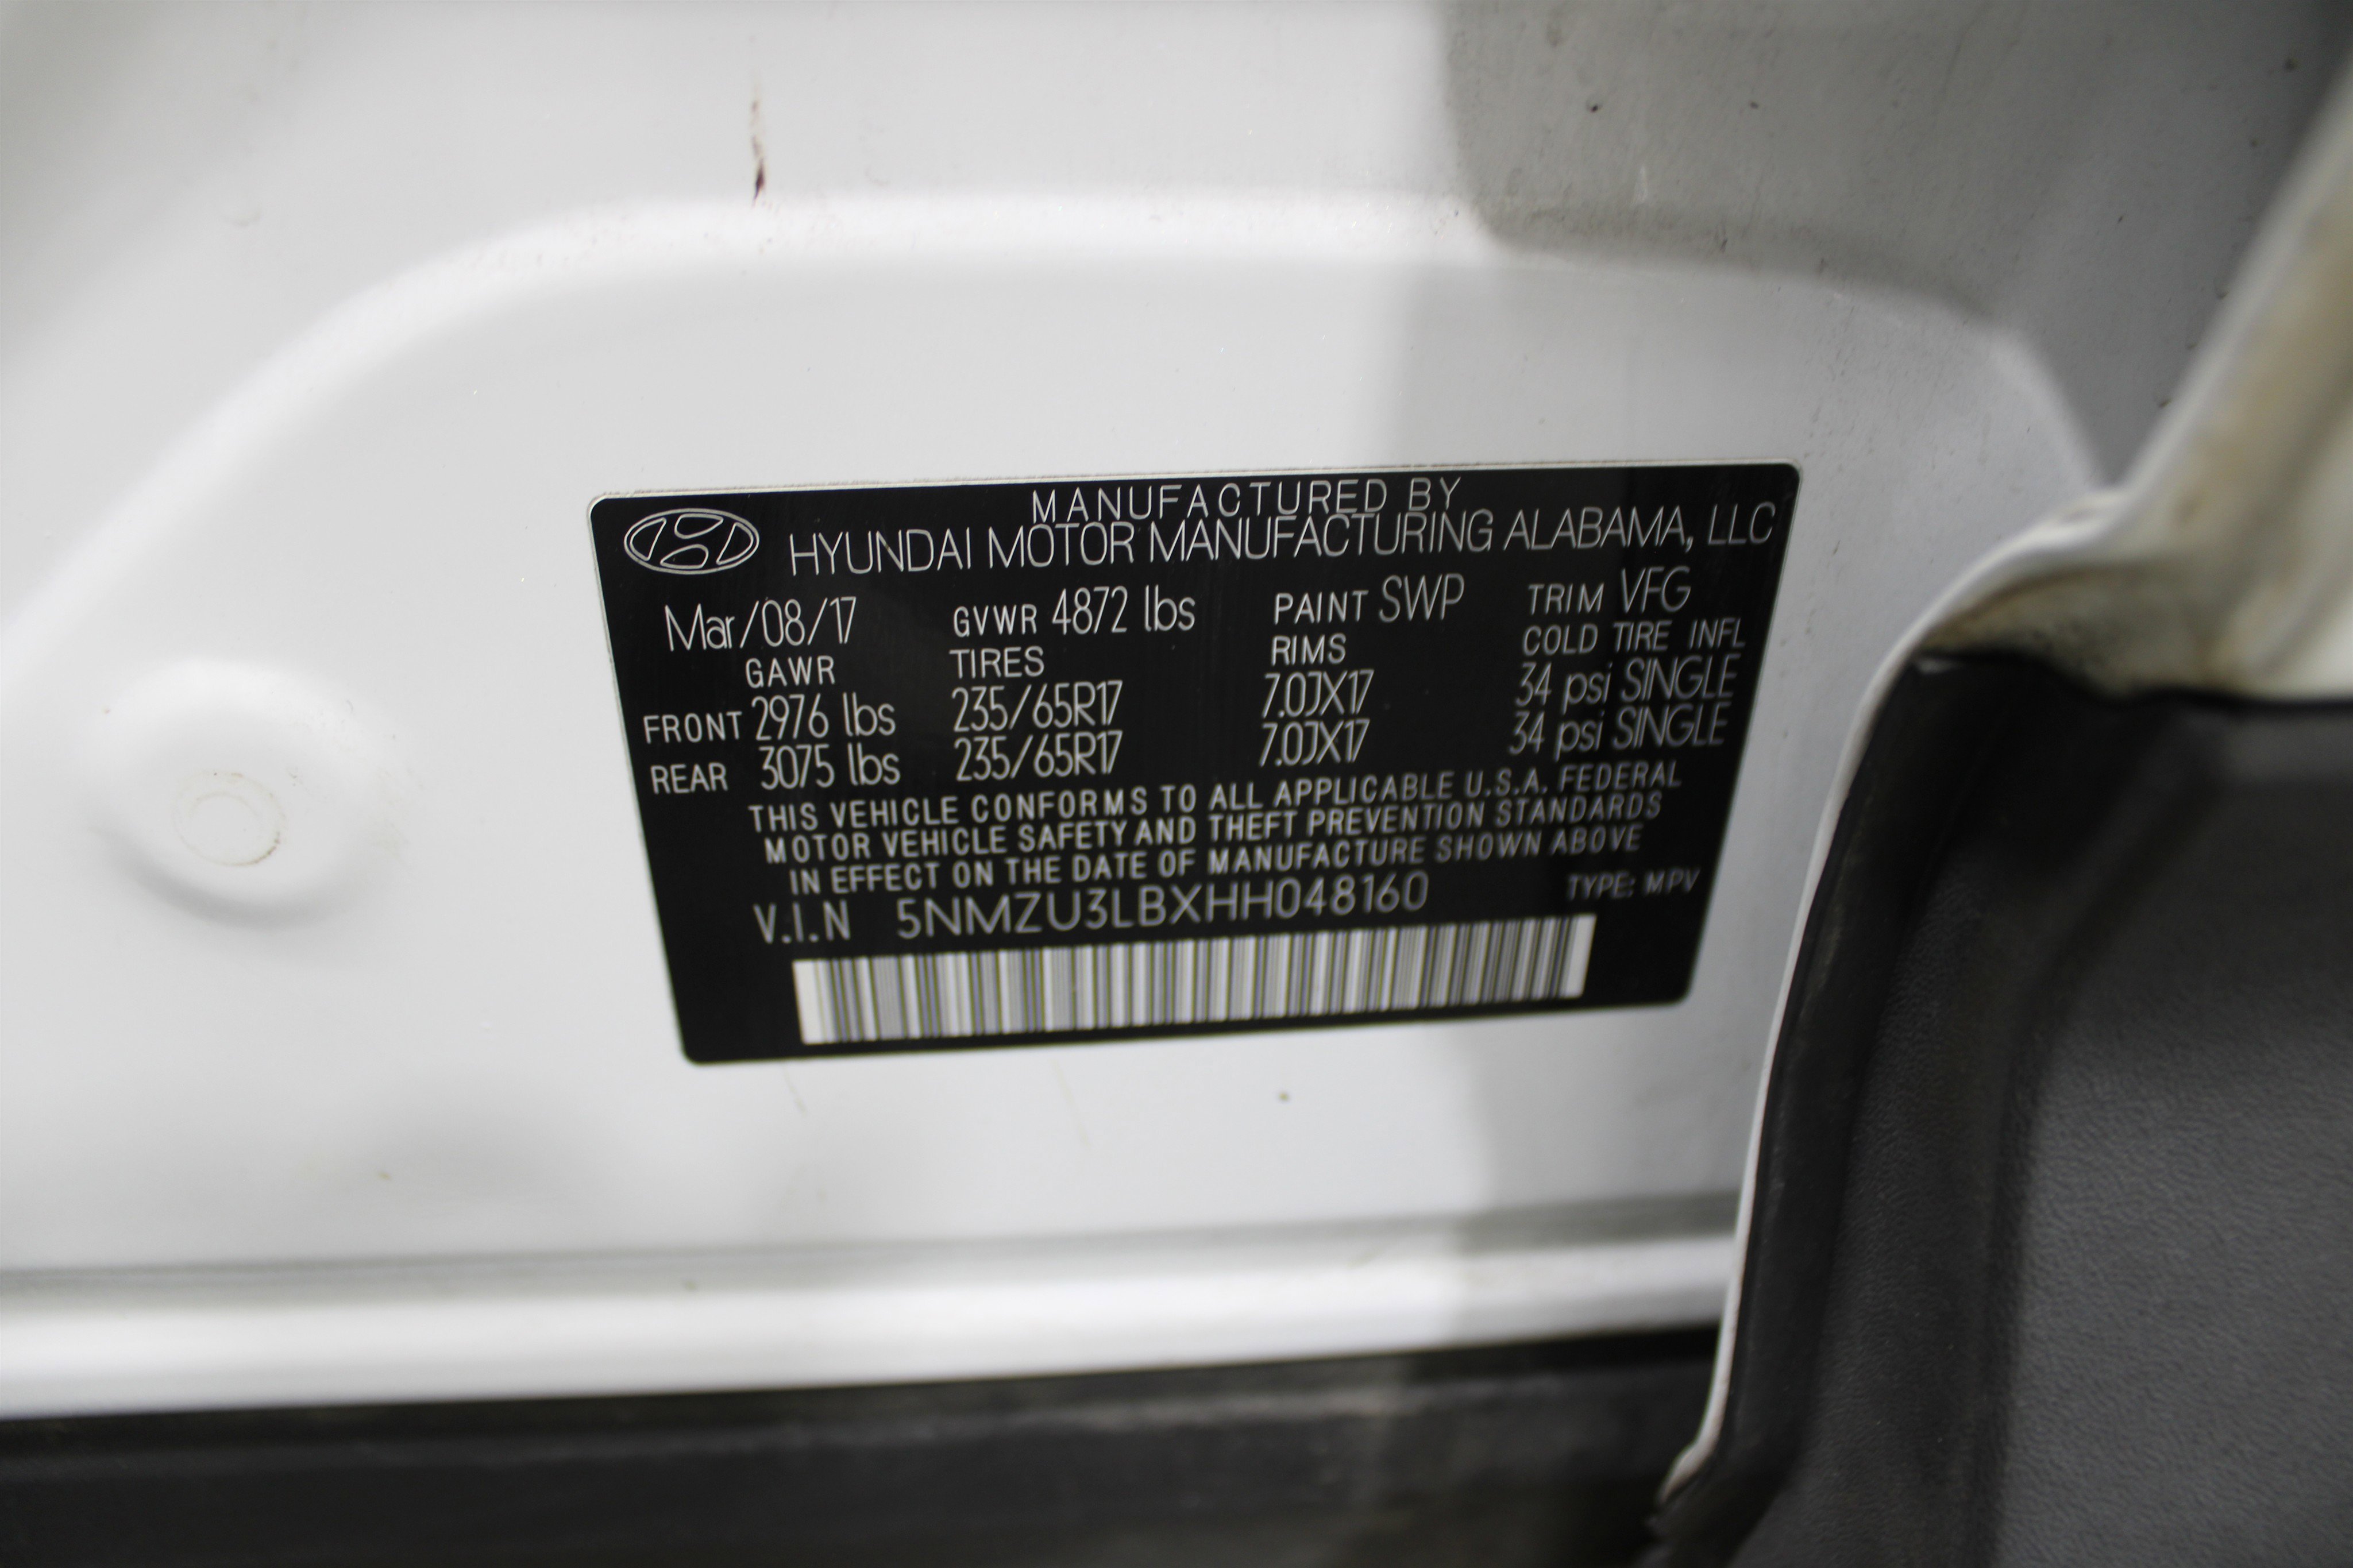 MANUFACTURED BY
HYUNDAI MOTOR MANUFACTURING ALABAMA, LLC
Mar/08/17 GVWR 4872 lbs PAINT SWP TRIM VFG
GAWR TIRES RIMS COLD TIRE INFL
FRONT 2976 lbs 235/65R17 7.0JX17 34 psi SINGLE
REAR 3075 lbs 235/65R17 7.0JX17 34 psi SINGLE
THIS VEHICLE CONFORMS TO ALL APPLICABLE U.S.A. FEDERAL
MOTOR VEHICLE SAFETY AND THEFT PREVENTION STANDARDS
IN EFFECT ON THE DATE OF MANUFACTURE SHOWN ABOVE
V.I.N 5NMZU3LBXHH048160 TYPE: MPV